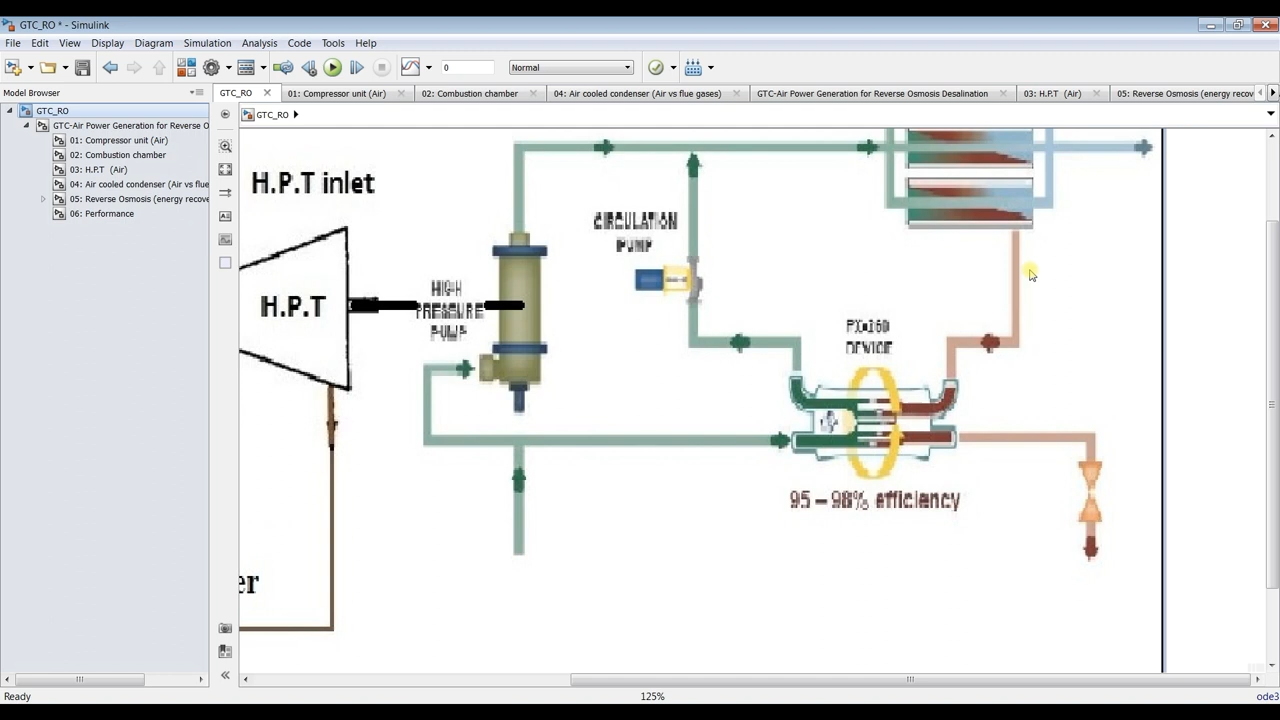 GTC_RO * - Simulink
File Edit View Display Diagram Simulation Analysis Code Tools Help
0 Normal
Model Browser
GTC_RO
01: Compressor unit (Air)
02: Combustion chamber
04: Air cooled condenser (Air vs flue gases)
GTC-Air Power Generation for Reverse Osmosis Desalination
03: H.P.T (Air)
05: Reverse Osmosis (energy recov
GTC_RO
GTC-Air Power Generation for Reverse O
01: Compressor unit (Air)
02: Combustion chamber
03: H.P.T (Air)
04: Air cooled condenser (Air vs flue
05: Reverse Osmosis (energy recove
06: Performance
GTC_RO
H.P.T inlet
H.P.T
HIGH
PRESSURE
PUMP
CIRCULATION
PUMP
DEVICE
95 – 98% efficiency
er
Ready
125%
ode3